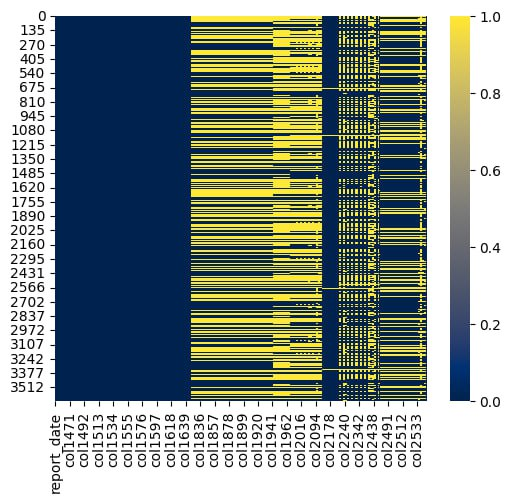 0
135
270
405
540
675
810
945
1080
1215
1350
1485
1620
1755
1890
2025
2160
2295
2431
2566
2702
2837
2972
3107
3242
3377
3512
report_date
col1471
col1492
col1513
col1534
col1555
col1576
col1597
col1618
col1639
col1836
col1857
col1878
col1899
col1920
col1941
col1962
col2016
col2094
col2178
col2240
col2342
col2438
col2491
col2512
col2533
1.0
0.8
0.6
0.4
0.2
0.0